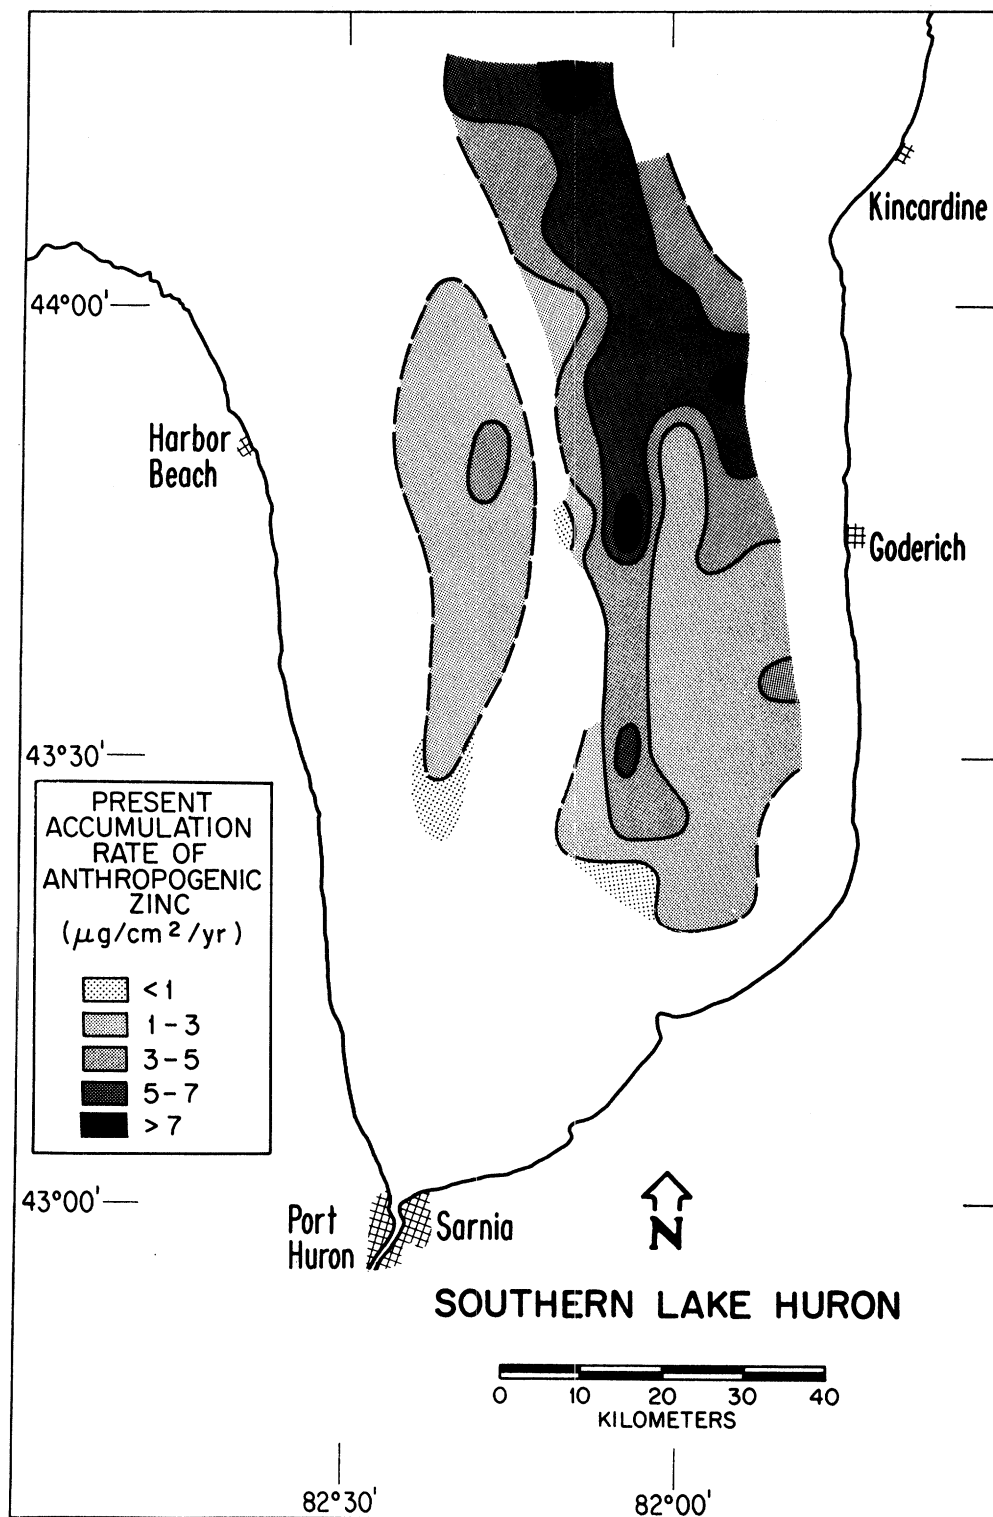 Kincardine
44°00'
Harbor
Beach
Goderich
43°30'
PRESENT
ACCUMULATION
RATE OF
ANTHROPOGENIC
ZINC
(μg/cm²/yr)
<1
1-3
3-5
5-7
>7
43°00'
Port
Huron
Sarnia
N
SOUTHERN LAKE HURON
0 10 20 30 40
KILOMETERS
82°30'
82°00'